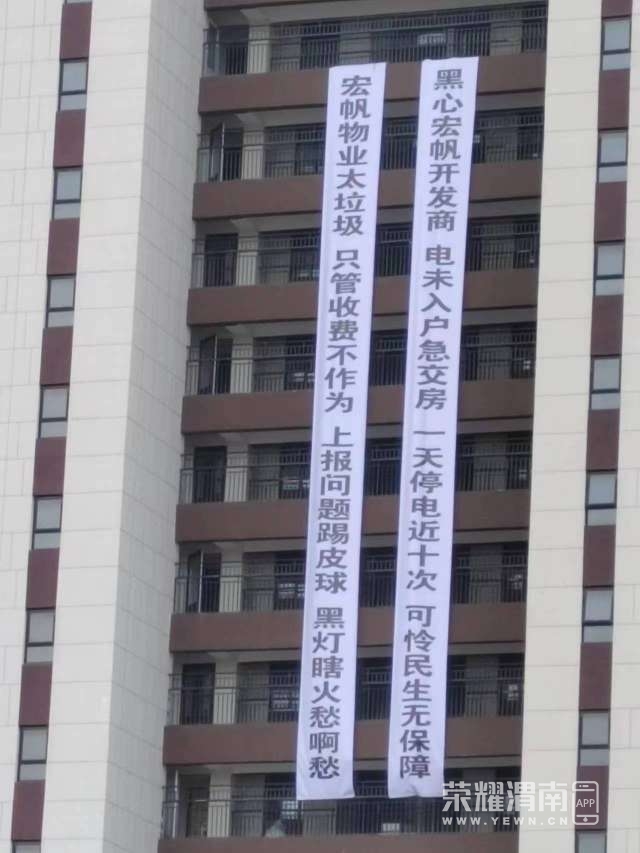 黑心宏帆开发商 电未入户急交房 一天停电近十次 可怜民生无保障
宏帆物业太垃圾 只管收费不作为 上报问题踢皮球 黑灯瞎火愁啊愁
荣耀渭南 APP
WWW.YEWN.CN